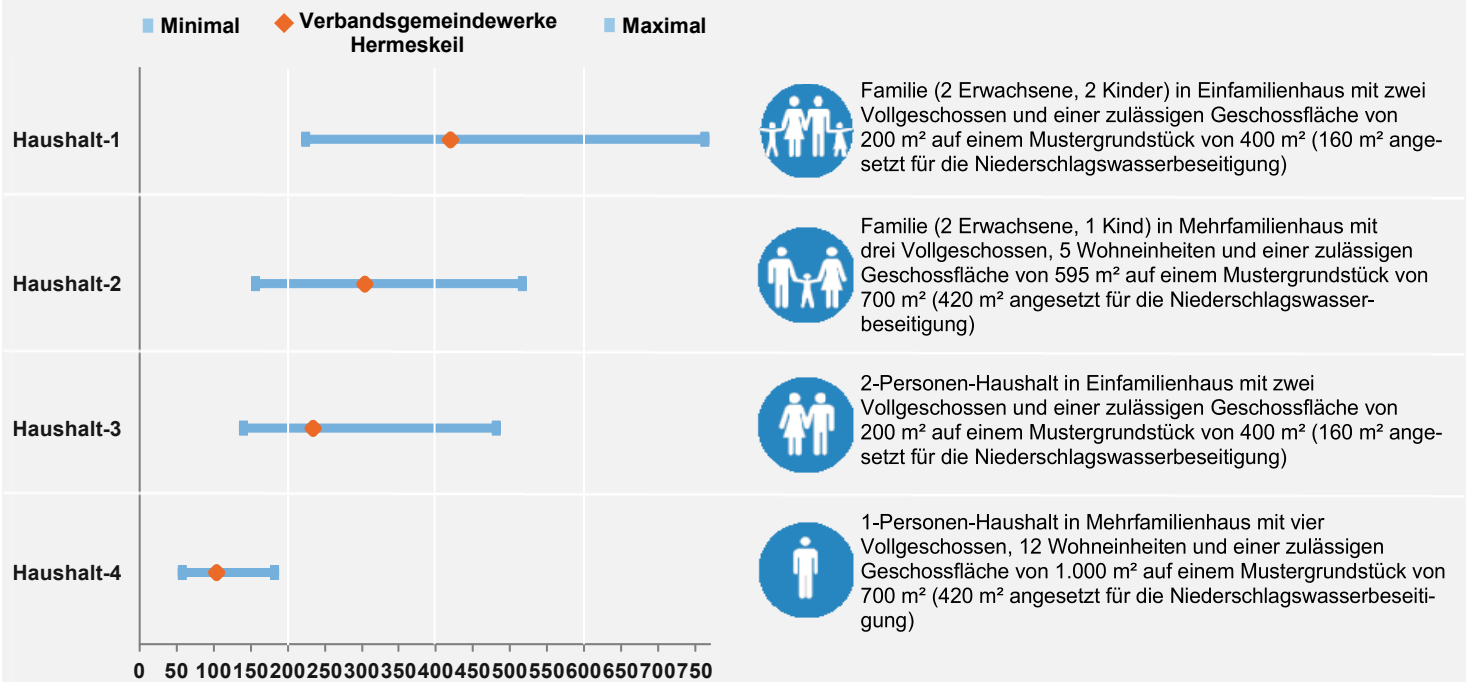 Minimal
Verbandsgemeindewerke
Hermeskeil
Maximal
Haushalt-1
Familie (2 Erwachsene, 2 Kinder) in Einfamilienhaus mit zwei
Vollgeschossen und einer zulässigen Geschossfläche von
200 m² auf einem Mustergrundstück von 400 m² (160 m² ange-
setzt für die Niederschlagswasserbeseitigung)
Haushalt-2
Familie (2 Erwachsene, 1 Kind) in Mehrfamilienhaus mit
drei Vollgeschossen, 5 Wohneinheiten und einer zulässigen
Geschossfläche von 595 m² auf einem Mustergrundstück von
700 m² (420 m² angesetzt für die Niederschlagswasser-
beseitigung)
Haushalt-3
2-Personen-Haushalt in Einfamilienhaus mit zwei
Vollgeschossen und einer zulässigen Geschossfläche von
200 m² auf einem Mustergrundstück von 400 m² (160 m² ange-
setzt für die Niederschlagswasserbeseitigung)
Haushalt-4
1-Personen-Haushalt in Mehrfamilienhaus mit vier
Vollgeschossen, 12 Wohneinheiten und einer zulässigen
Geschossfläche von 1.000 m² auf einem Mustergrundstück von
700 m² (420 m² angesetzt für die Niederschlagswasserbeseiti-
gung)
0 50 100 150 200 250 300 350 400 450 500 550 600 650 700 750